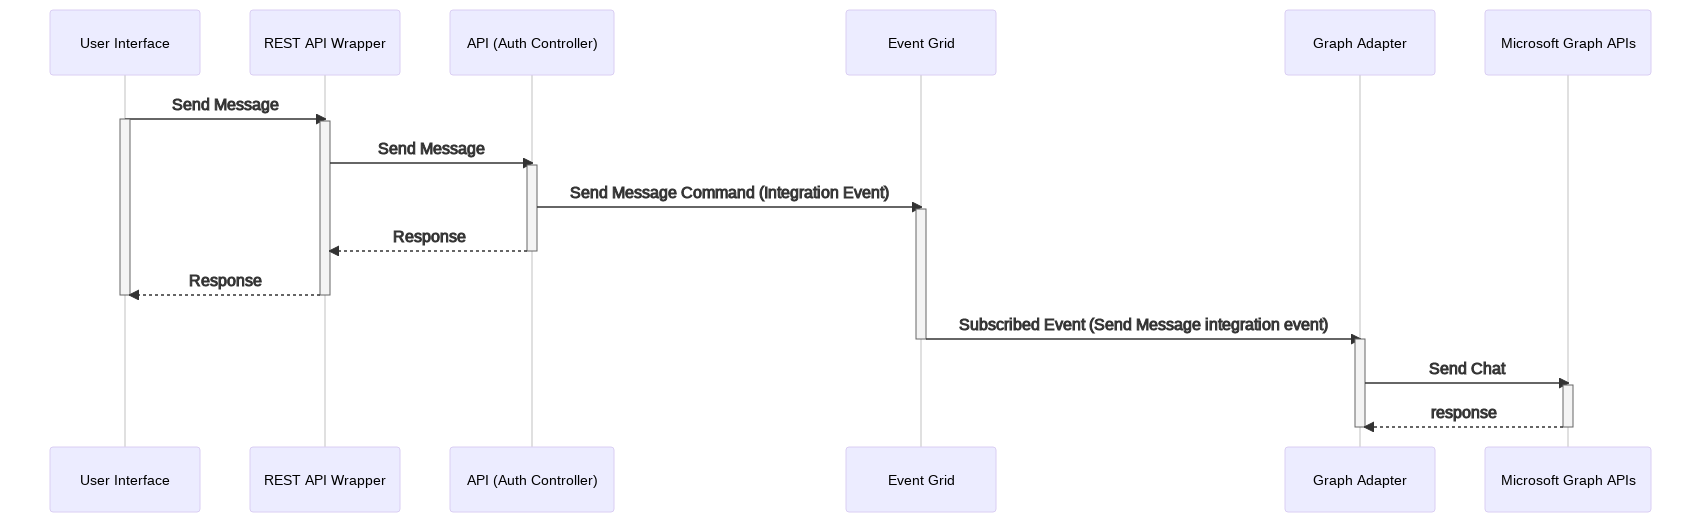 User Interface
REST API Wrapper
API (Auth Controller)
Event Grid
Graph Adapter
Microsoft Graph APIs
Send Message
Send Message
Send Message Command (Integration Event)
Response
Response
Subscribed Event (Send Message integration event)
Send Chat
response
User Interface
REST API Wrapper
API (Auth Controller)
Event Grid
Graph Adapter
Microsoft Graph APIs